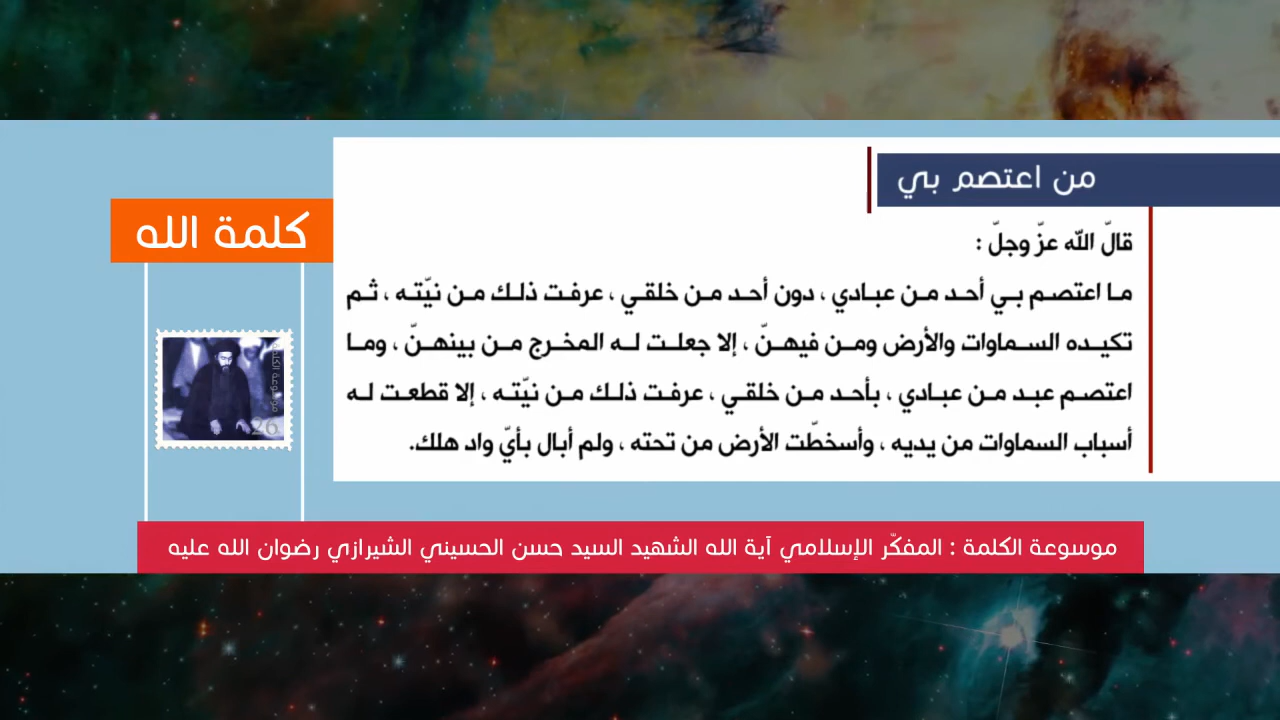 من اعتصم بي
كلمة الله
قالَ الله عزّ وجلّ :
ما اعتصم بي أحد من عبادي ، دون أحد من خلقي ، عرفت ذلك من نيّته ، ثم
تكيده السماوات والأرض ومن فيهنّ ، إلا جعلت له المخرج من بينهنّ ، وما
اعتصم عبد من عبادي ، بأحد من خلقي ، عرفت ذلك من نيّته ، إلا قطعت له
أسباب السماوات من يديه ، وأسخطّت الأرض من تحته ، ولم أبال بأيّ واد هلك.
موسوعة الكلمة
26
موسوعة الكلمة : المفكّر الإسلامي آية الله الشهيد السيد حسن الحسيني الشيرازي رضوان الله عليه